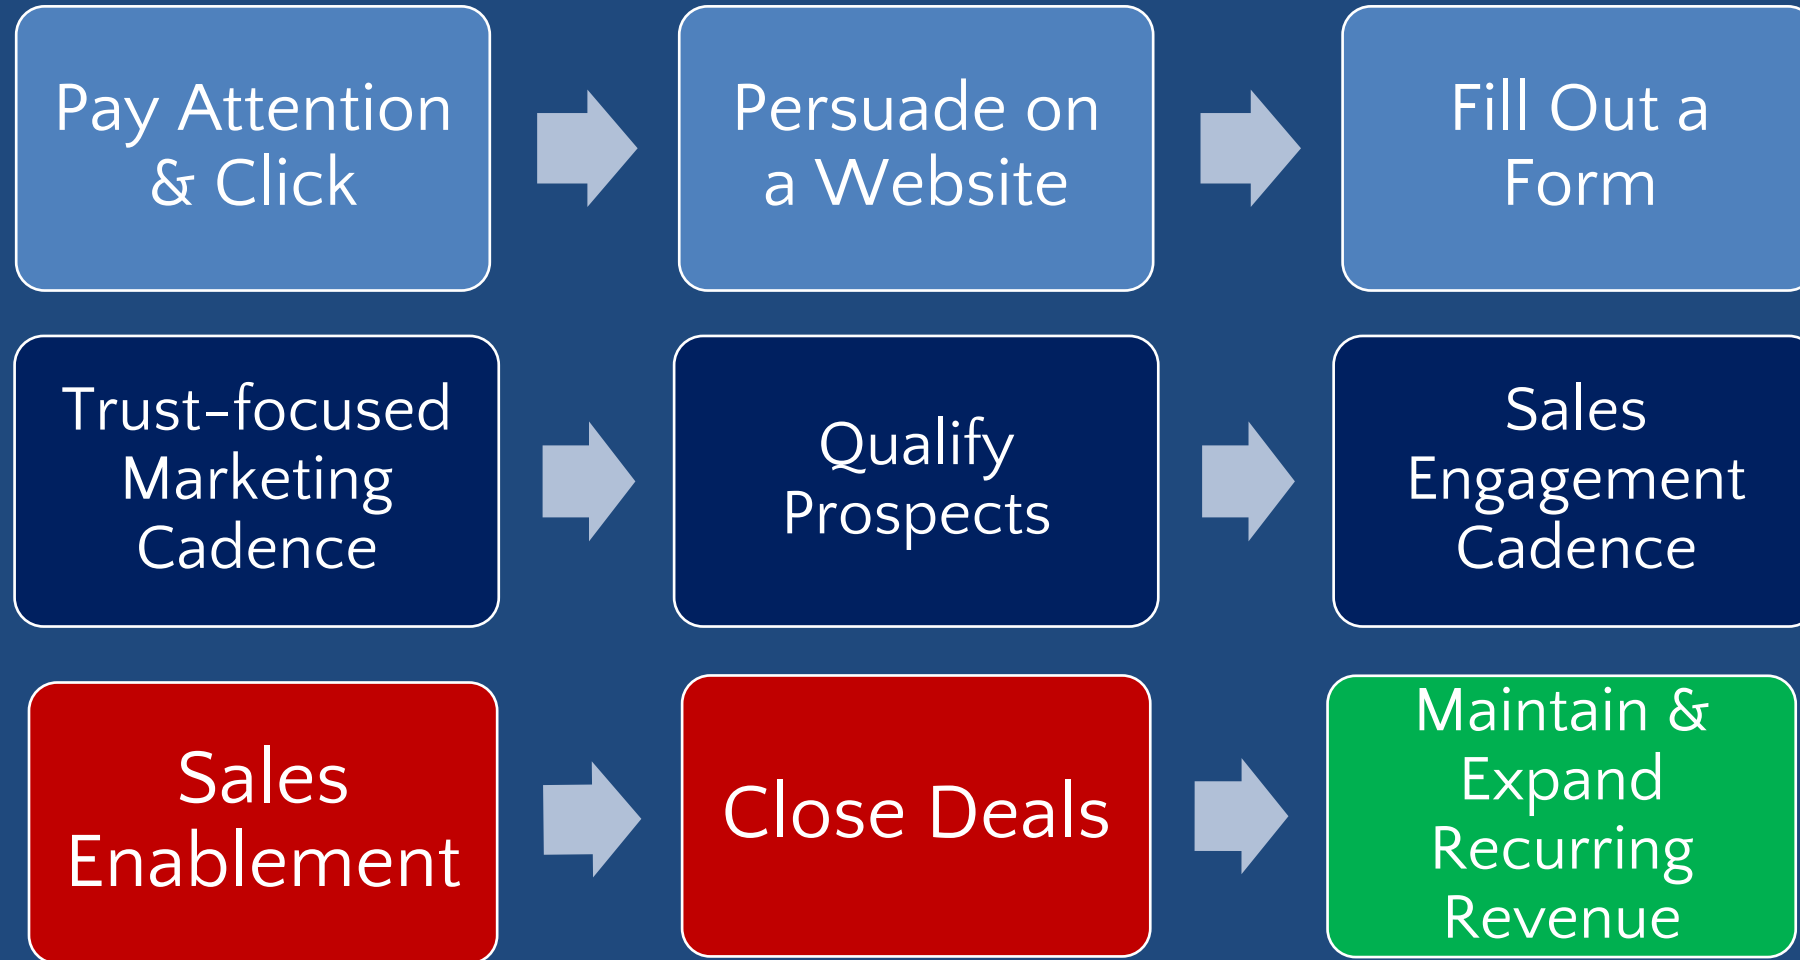 Pay Attention
& Click
Persuade on
a Website
Fill Out a
Form
Trust-focused
Marketing
Cadence
Qualify
Prospects
Sales
Engagement
Cadence
Sales
Enablement
Close Deals
Maintain &
Expand
Recurring
Revenue